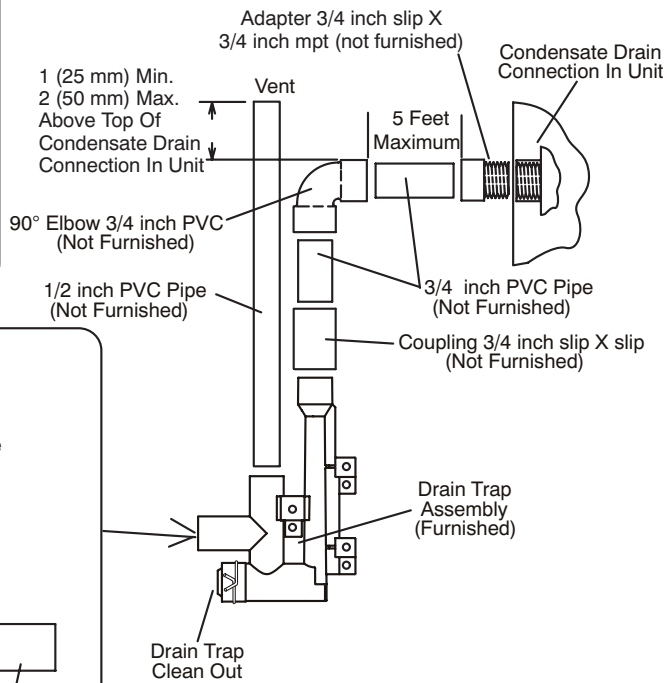 Adapter 3/4 inch slip X
3/4 inch mpt (not furnished)
Condensate Drain
Connection In Unit
1 (25 mm) Min.
2 (50 mm) Max.
Above Top Of
Condensate Drain
Connection In Unit
Vent
5 Feet
Maximum
90° Elbow 3/4 inch PVC
(Not Furnished)
1/2 inch PVC Pipe
(Not Furnished)
3/4 inch PVC Pipe
(Not Furnished)
Coupling 3/4 inch slip X slip
(Not Furnished)
Drain Trap
Assembly
(Furnished)
Drain Trap
Clean Out